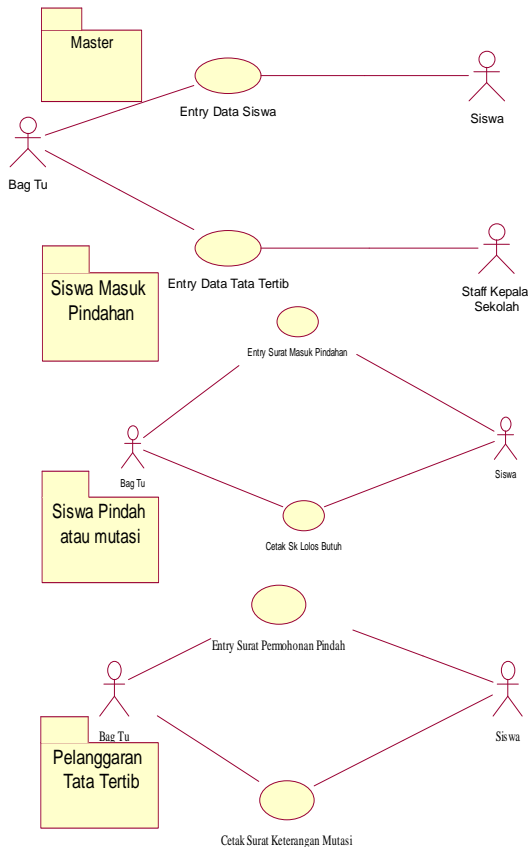 Master
Entry Data Siswa
Siswa
Bag Tu
Siswa Masuk
Pindahan
Entry Data Tata Tertib
Staff Kepala
Sekolah
Entry Surat Masuk Pindahan
Bag Tu
Siswa
Siswa Pindah
atau mutasi
Cetak Sk Lolos Butuh
Entry Surat Permohonan Pindah
Bag Tu
Siswa
Pelanggaran
Tata Tertib
Cetak Surat Keterangan Mutasi